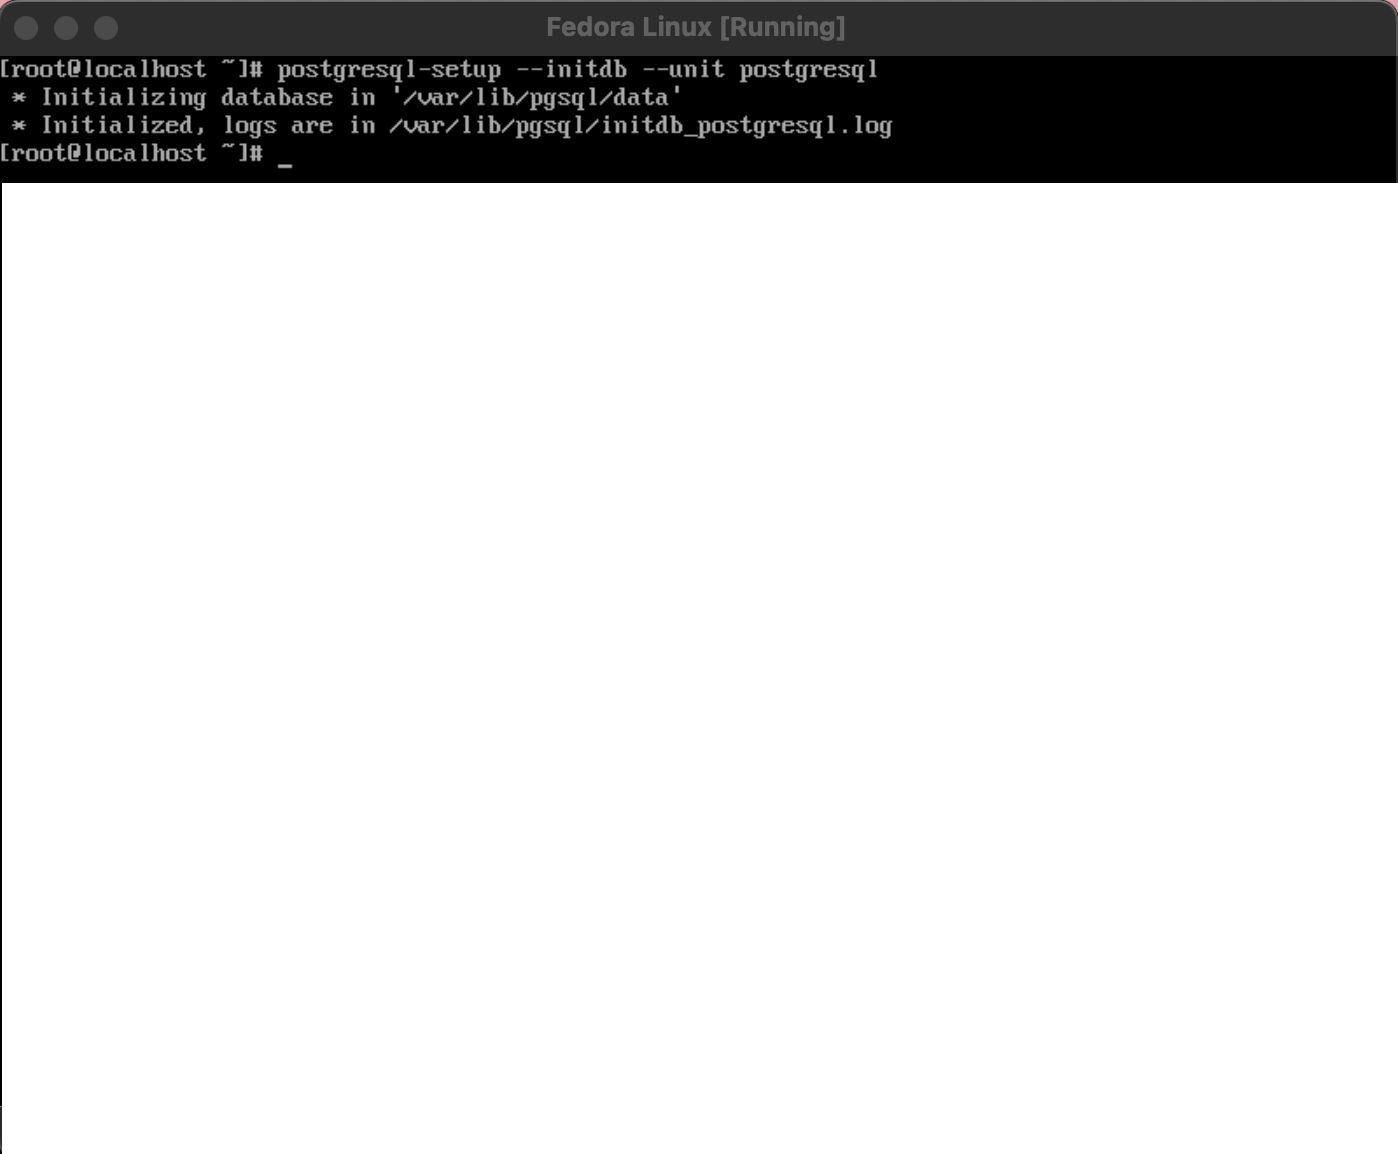 Fedora Linux [Running]
[root@localhost ~]# postgresql-setup --initdb --unit postgresql
 * Initializing database in '/var/lib/pgsql/data'
 * Initialized, logs are in /var/lib/pgsql/initdb_postgresql.log
[root@localhost ~]# _